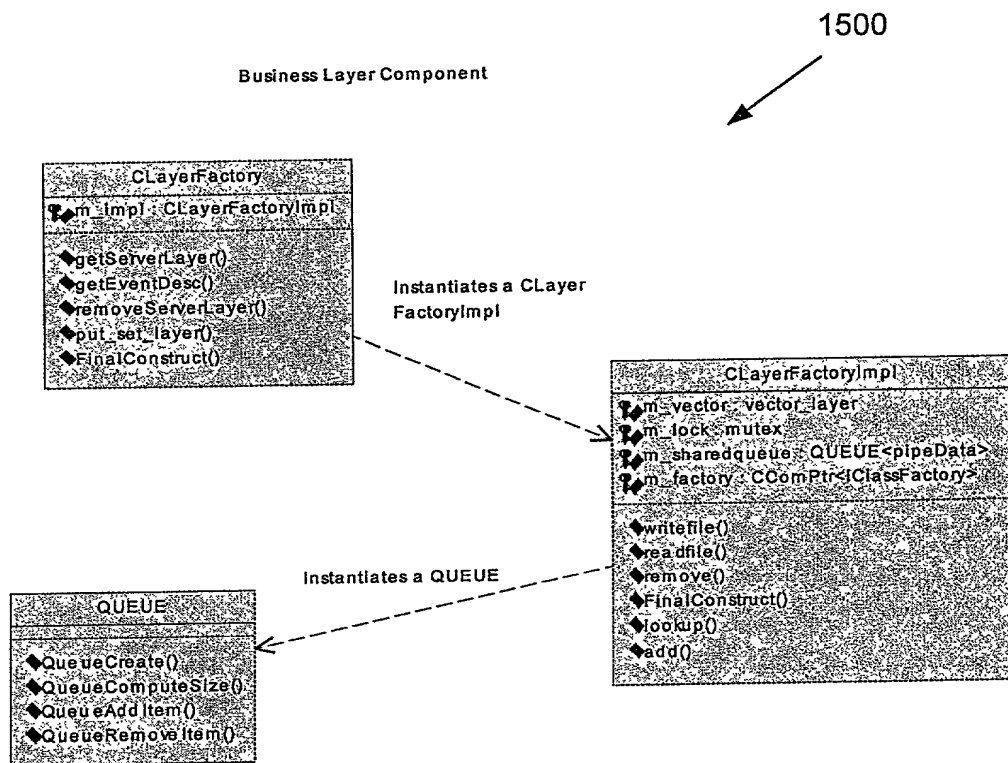 1500
Business Layer Component
CLayerFactory
m_impl : CLayerFactoryImpl
getServerLayer()
getEventDesc()
removeServerLayer()
put_set_layer()
FinalConstruct()
Instantiates a CLayer
FactoryImpl
CLayerFactoryImpl
m_vector : vector_layer
m_lock : mutex
m_sharedqueue : QUEUE<pipeData>
m_factory : CComPtr<IClassFactory>
writefile()
readfile()
remove()
FinalConstruct()
lookup()
add()
Instantiates a QUEUE
QUEUE
QueueCreate()
QueueComputeSize()
QueueAddItem()
QueueRemoveItem()